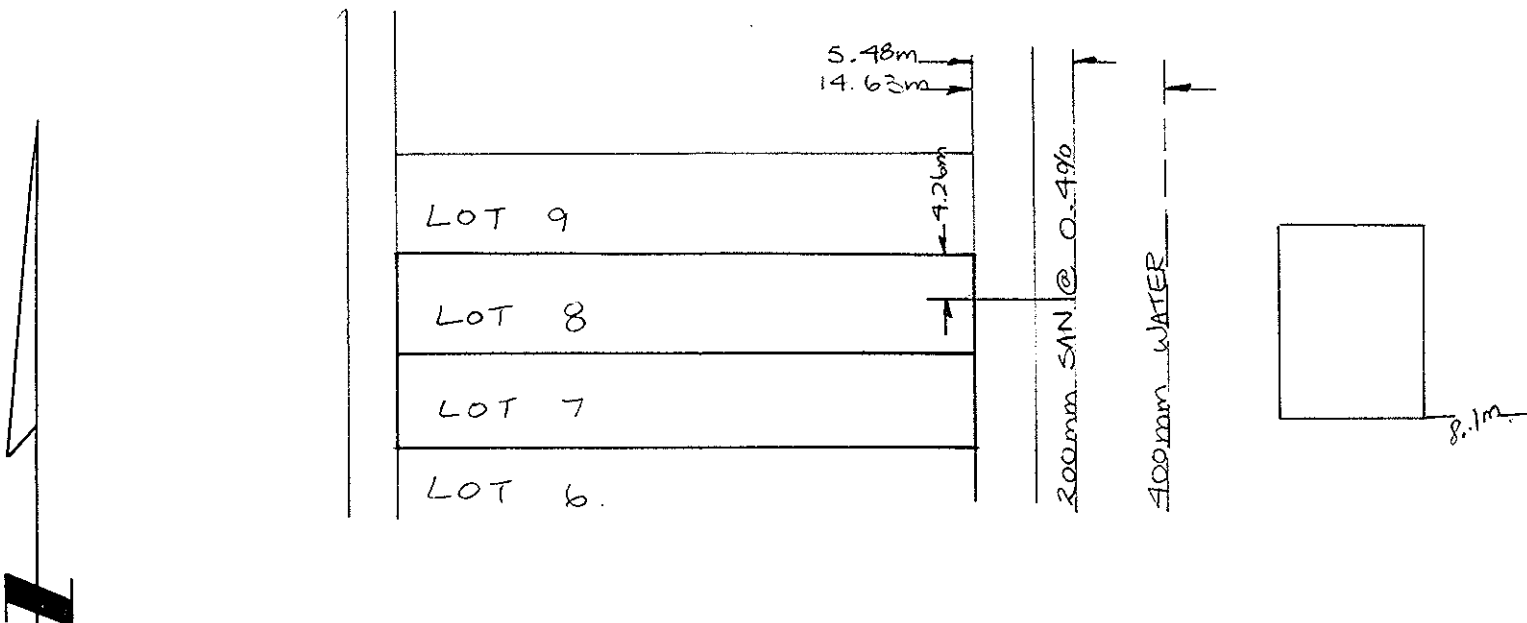 5.48m
14.63m
4.26m
LOT 9
LOT 8
LOT 7
LOT 6.
200mm SAN. @ 0.4%
400mm WATER
8.1m